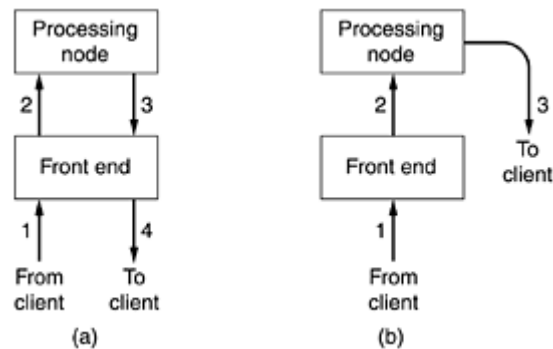 Processing
node
2
3
Front end
1
4
From
client
To
client
(a)
Processing
node
2
3
To
client
Front end
1
From
client
(b)